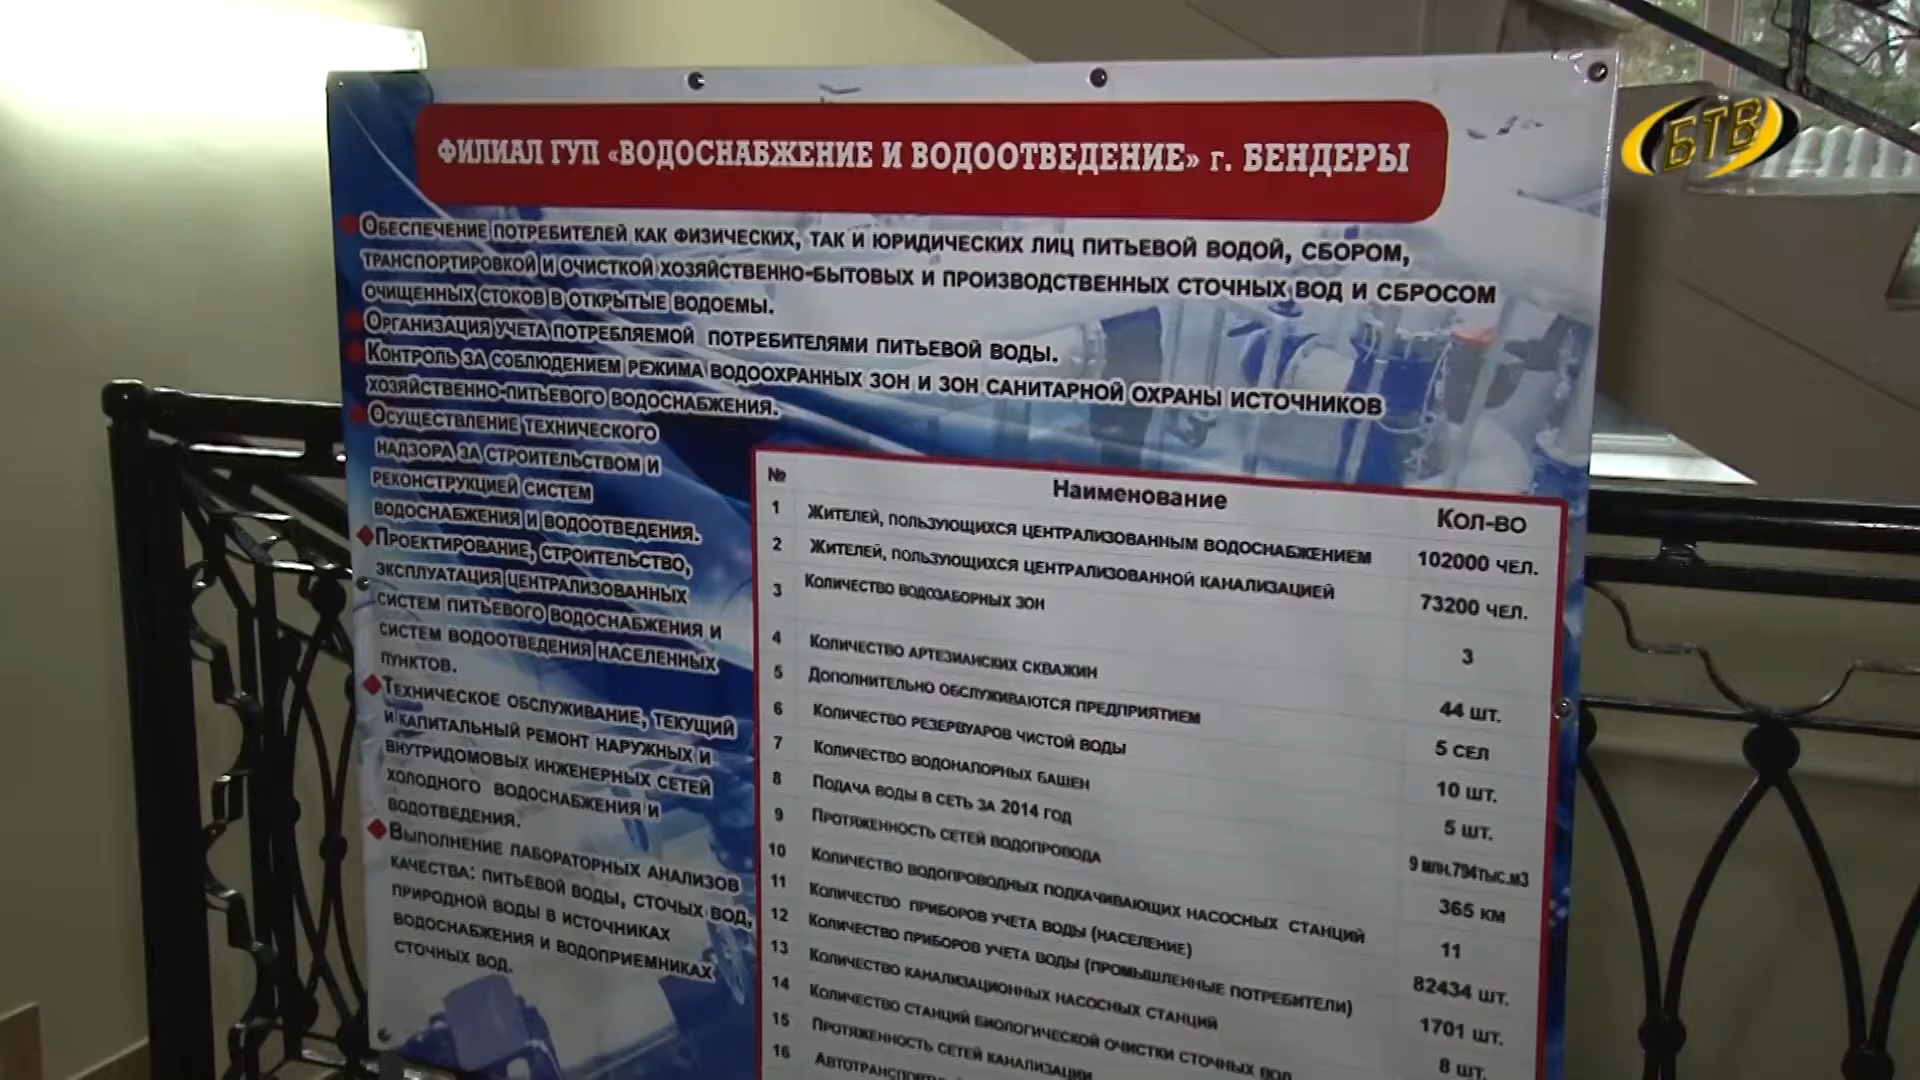 ФИЛИАЛ ГУП «ВОДОСНАБЖЕНИЕ И ВОДООТВЕДЕНИЕ» г. БЕНДЕРЫ
БТВ
ОБЕСПЕЧЕНИЕ ПОТРЕБИТЕЛЕЙ КАК ФИЗИЧЕСКИХ, ТАК И ЮРИДИЧЕСКИХ ЛИЦ ПИТЬЕВОЙ ВОДОЙ, СБОРОМ,
ТРАНСПОРТИРОВКОЙ И ОЧИСТКОЙ ХОЗЯЙСТВЕННО-БЫТОВЫХ И ПРОИЗВОДСТВЕННЫХ СТОЧНЫХ ВОД И СБРОСОМ
ОЧИЩЕННЫХ СТОКОВ В ОТКРЫТЫЕ ВОДОЕМЫ.
ОРГАНИЗАЦИЯ УЧЕТА ПОТРЕБЛЯЕМОЙ ПОТРЕБИТЕЛЯМИ ПИТЬЕВОЙ ВОДЫ.
КОНТРОЛЬ ЗА СОБЛЮДЕНИЕМ РЕЖИМА ВОДООХРАННЫХ ЗОН И ЗОН САНИТАРНОЙ ОХРАНЫ ИСТОЧНИКОВ
ХОЗЯЙСТВЕННО-ПИТЬЕВОГО ВОДОСНАБЖЕНИЯ.
ОСУЩЕСТВЛЕНИЕ ТЕХНИЧЕСКОГО
НАДЗОРА ЗА СТРОИТЕЛЬСТВОМ И
РЕКОНСТРУКЦИЕЙ СИСТЕМ
ВОДОСНАБЖЕНИЯ И ВОДООТВЕДЕНИЯ.
ПРОЕКТИРОВАНИЕ, СТРОИТЕЛЬСТВО,
ЭКСПЛУАТАЦИЯ ЦЕНТРАЛИЗОВАННЫХ
СИСТЕМ ПИТЬЕВОГО ВОДОСНАБЖЕНИЯ И
СИСТЕМ ВОДООТВЕДЕНИЯ НАСЕЛЕННЫХ
ПУНКТОВ.
ТЕХНИЧЕСКОЕ ОБСЛУЖИВАНИЕ, ТЕКУЩИЙ
И КАПИТАЛЬНЫЙ РЕМОНТ НАРУЖНЫХ И
ВНУТРИДОМОВЫХ ИНЖЕНЕРНЫХ СЕТЕЙ
ХОЛОДНОГО ВОДОСНАБЖЕНИЯ И
ВОДОТВЕДЕНИЯ.
ВЫПОЛНЕНИЕ ЛАБОРАТОРНЫХ АНАЛИЗОВ
КАЧЕСТВА: ПИТЬЕВОЙ ВОДЫ, СТОЧЫХ ВОД,
ПРИРОДНОЙ ВОДЫ В ИСТОЧНИКАХ
ВОДОСНАБЖЕНИЯ И ВОДОПРИЕМНИКАХ
СТОЧНЫХ ВОД.
№ НАИМЕНОВАНИЕ КОЛ-ВО
1 ЖИТЕЛЕЙ, ПОЛЬЗУЮЩИХСЯ ЦЕНТРАЛИЗОВАННЫМ ВОДОСНАБЖЕНИЕМ 102000 ЧЕЛ.
2 ЖИТЕЛЕЙ, ПОЛЬЗУЮЩИХСЯ ЦЕНТРАЛИЗОВАННОЙ КАНАЛИЗАЦИЕЙ 73200 ЧЕЛ.
3 КОЛИЧЕСТВО ВОДОЗАБОРНЫХ ЗОН 3
4 КОЛИЧЕСТВО АРТЕЗИАНСКИХ СКВАЖИН 44 ШТ.
5 ДОПОЛНИТЕЛЬНО ОБСЛУЖИВАЮТСЯ ПРЕДПРИЯТИЕМ 5 СЕЛ
6 КОЛИЧЕСТВО РЕЗЕРВУАРОВ ЧИСТОЙ ВОДЫ 10 ШТ.
7 КОЛИЧЕСТВО ВОДОНАПОРНЫХ БАШЕН 5 ШТ.
8 ПОДАЧА ВОДЫ В СЕТЬ ЗА 2014 ГОД 9 МЛН.794ТЫС.М3
9 ПРОТЯЖЕННОСТЬ СЕТЕЙ ВОДОПРОВОДА 365 КМ
10 КОЛИЧЕСТВО ВОДОПРОВОДНЫХ ПОДКАЧИВАЮЩИХ НАСОСНЫХ СТАНЦИЙ 11
11 КОЛИЧЕСТВО ПРИБОРОВ УЧЕТА ВОДЫ (НАСЕЛЕНИЕ) 82434 ШТ.
12 КОЛИЧЕСТВО ПРИБОРОВ УЧЕТА ВОДЫ (ПРОМЫШЛЕННЫЕ ПОТРЕБИТЕЛИ) 1701 ШТ.
13 КОЛИЧЕСТВО КАНАЛИЗАЦИОННЫХ НАСОСНЫХ СТАНЦИЙ 8 ШТ.
14 КОЛИЧЕСТВО СТАНЦИЙ БИОЛОГИЧЕСКОЙ ОЧИСТКИ СТОЧНЫХ ВОД
15 ПРОТЯЖЕННОСТЬ СЕТЕЙ КАНАЛИЗАЦИИ
16